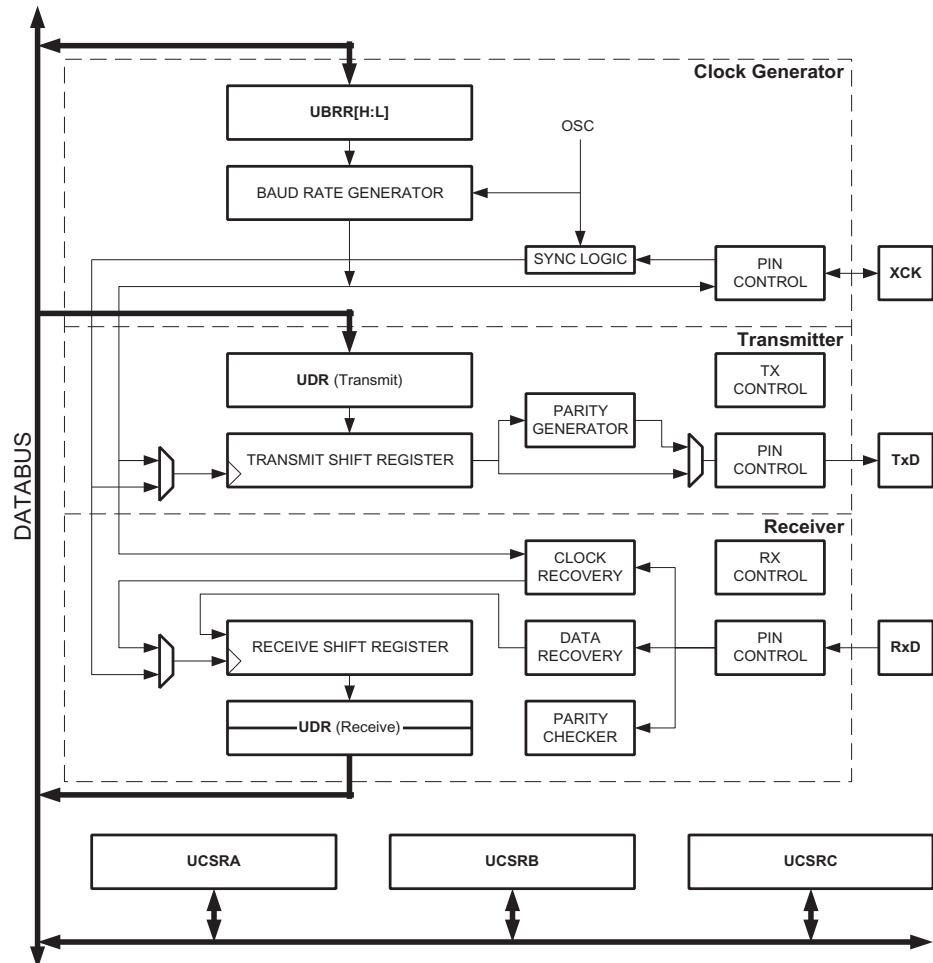 Clock Generator
UBRR[H:L]
OSC
BAUD RATE GENERATOR
SYNC LOGIC
PIN
CONTROL
XCK
DATABUS
Transmitter
UDR (Transmit)
TX
CONTROL
PARITY
GENERATOR
TRANSMIT SHIFT REGISTER
PIN
CONTROL
TxD
Receiver
CLOCK
RECOVERY
RX
CONTROL
RECEIVE SHIFT REGISTER
DATA
RECOVERY
PIN
CONTROL
RxD
UDR (Receive)
PARITY
CHECKER
UCSRA
UCSRB
UCSRC